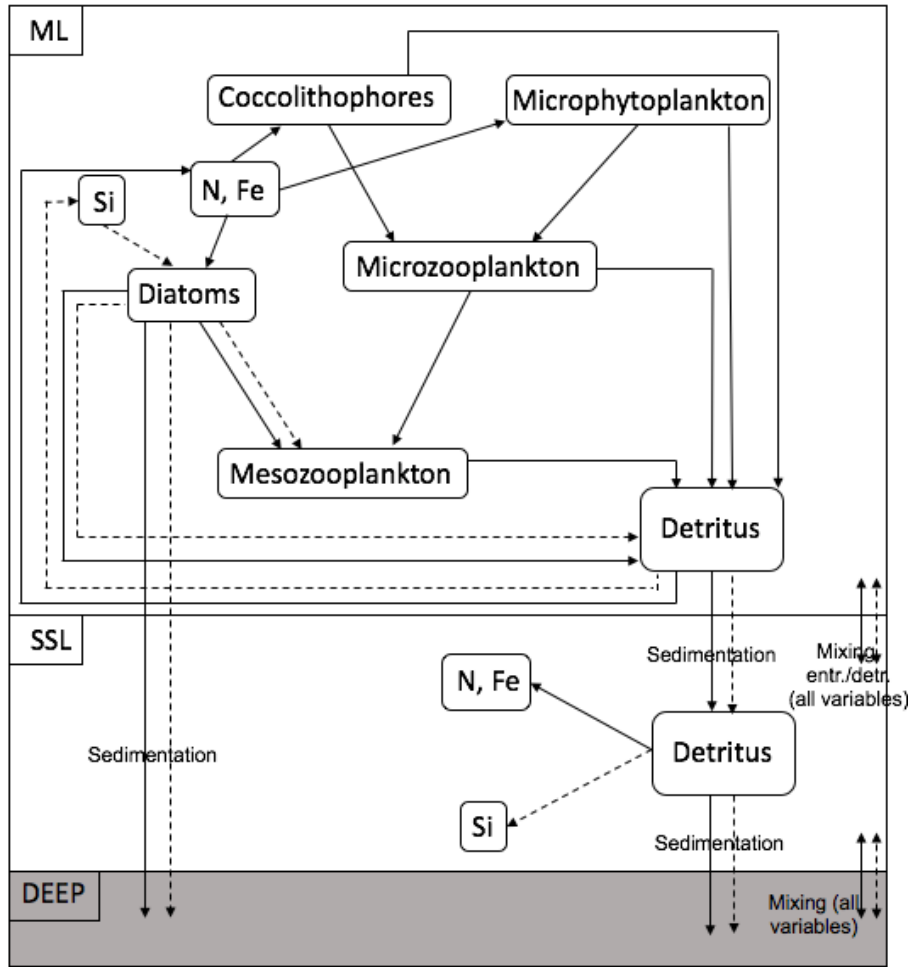 ML
Coccolithophores
Microphytoplankton
N, Fe
Si
Microzooplankton
Diatoms
Mesozooplankton
Detritus
SSL
Sedimentation
Mixing
entr./detr.
(all variables)
N, Fe
Detritus
Sedimentation
Si
Sedimentation
DEEP
Mixing (all
variables)